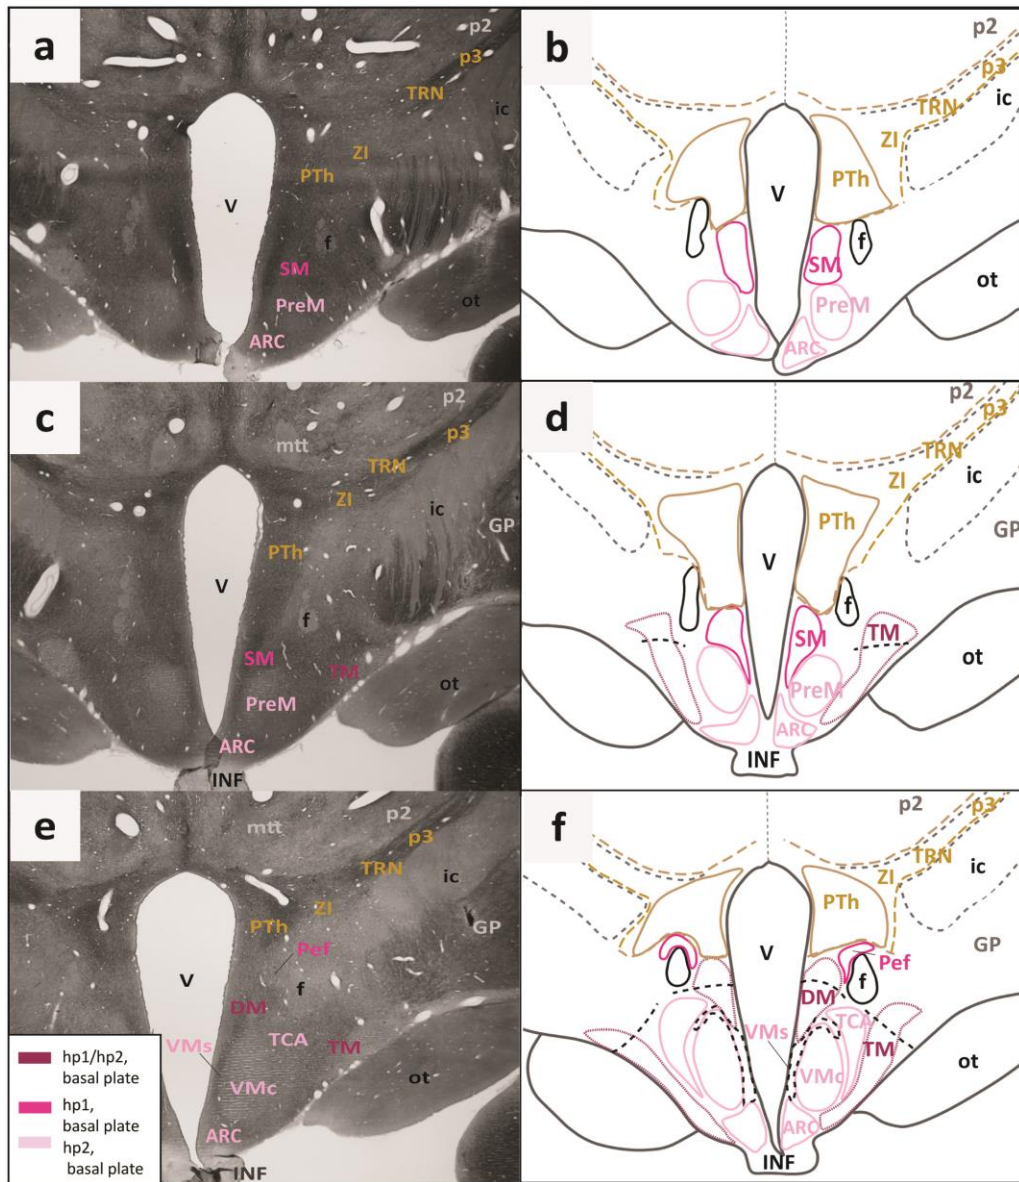 a
p2
p3
TRN
ic
ZI
PTh
V
f
SM
ot
PreM
ARC
b
p2
p3
TRN
ic
ZI
PTh
V
f
SM
ot
PreM
ARC
c
p2
mtt
p3
TRN
ZI
ic
GP
PTh
V
f
SM
TM
ot
PreM
ARC
INF
d
p2
p3
TRN
ZI
ic
PTh
GP
V
f
SM
TM
ot
PreM
ARC
INF
e
mtt
p2
p3
TRN
ic
ZI
PTh
GP
Pef
V
f
DM
VMs
TCA
TM
ot
VMc
ARC
INF
hp1/hp2,
basal plate
hp1,
basal plate
hp2,
basal plate
f
p2
p3
TRN
ic
ZI
PTh
GP
V
Pef
f
DM
TCA
VMs
TM
ot
VMc
ARC
INF